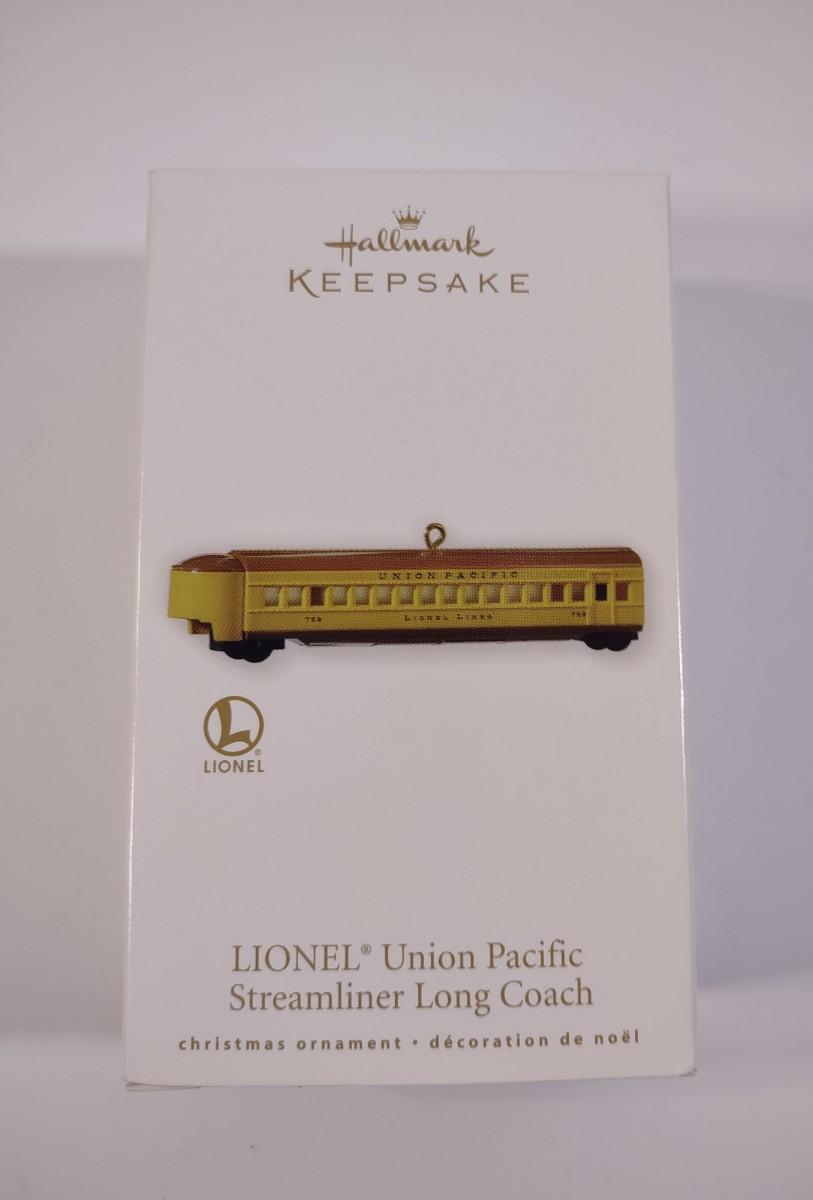 Hallmark
KEEPSAKE
UNION PACIFIC
LIONEL LINES
L
®
LIONEL
LIONEL® Union Pacific
Streamliner Long Coach
christmas ornament • décoration de noël